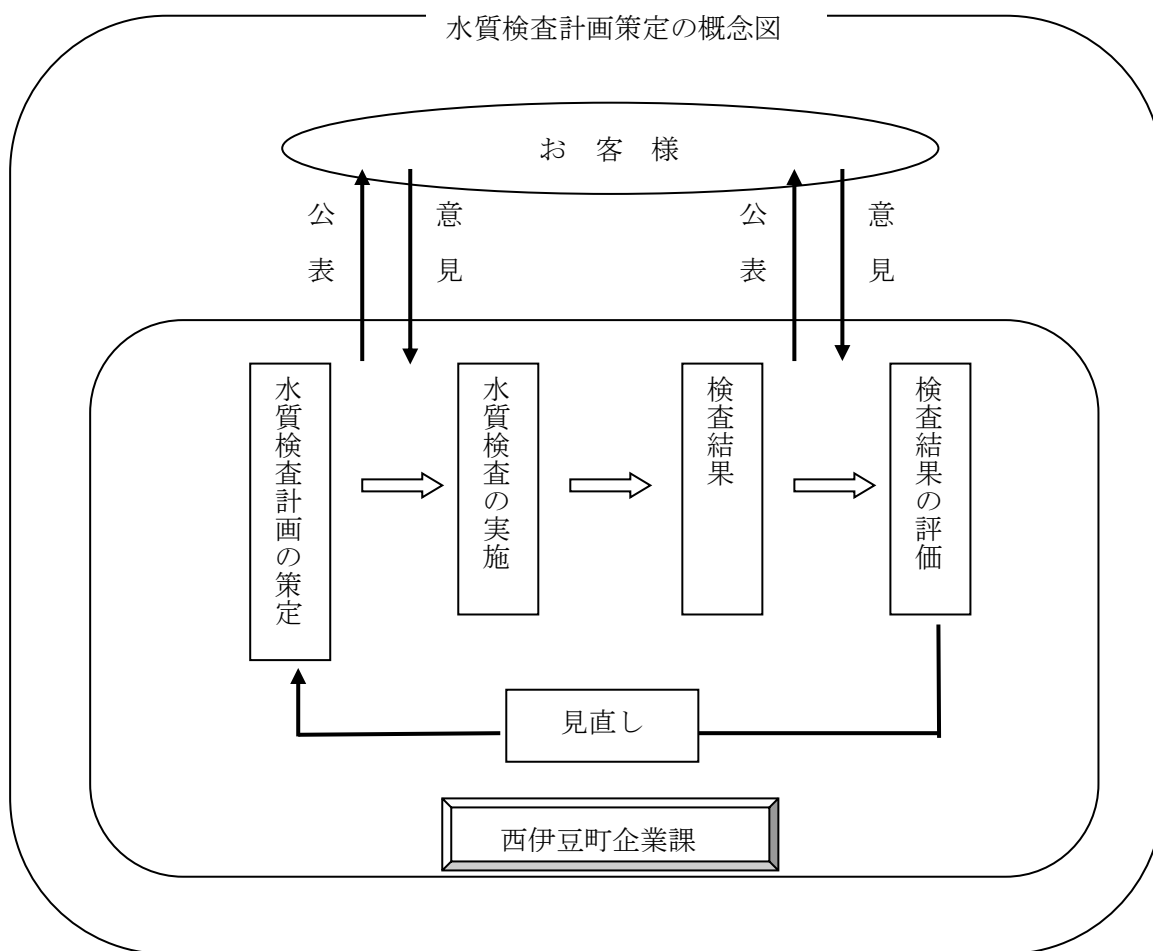 水質検査計画策定の概念図
お 客 様
公表
意見
公表
意見
水質検査計画の策定
水質検査の実施
検査結果
検査結果の評価
見直し
西伊豆町企業課